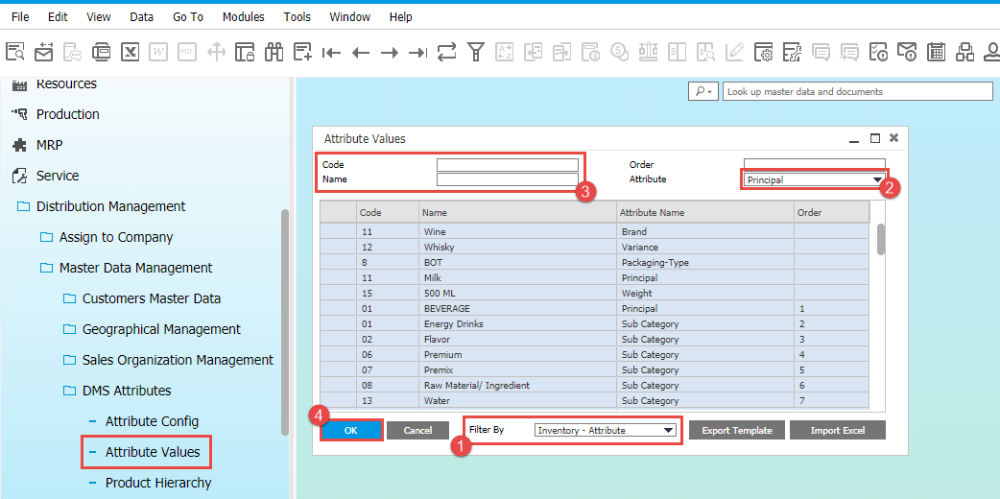 File Edit View Data Go To Modules Tools Window Help
Resources
Production
MRP
Service
Distribution Management
Assign to Company
Master Data Management
Customers Master Data
Geographical Management
Sales Organization Management
DMS Attributes
Attribute Config
Attribute Values
Product Hierarchy
Look up master data and documents
Attribute Values
Code Order
Name Attribute Principal
3 2
Code Name Attribute Name Order
11 Wine Brand
12 Whisky Variance
8 BOT Packaging-Type
11 Milk Principal
15 500 ML Weight
01 BEVERAGE Principal 1
01 Energy Drinks Sub Category 2
02 Flavor Sub Category 3
06 Premium Sub Category 4
07 Premix Sub Category 5
08 Raw Material/ Ingredient Sub Category 6
13 Water Sub Category 7
4
OK Cancel Filter By Inventory - Attribute Export Template Import Excel
1